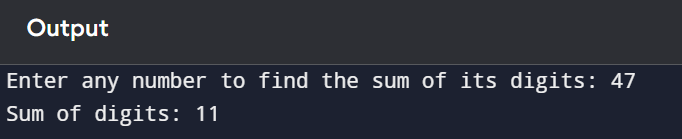 Output
Enter any number to find the sum of its digits: 47
Sum of digits: 11